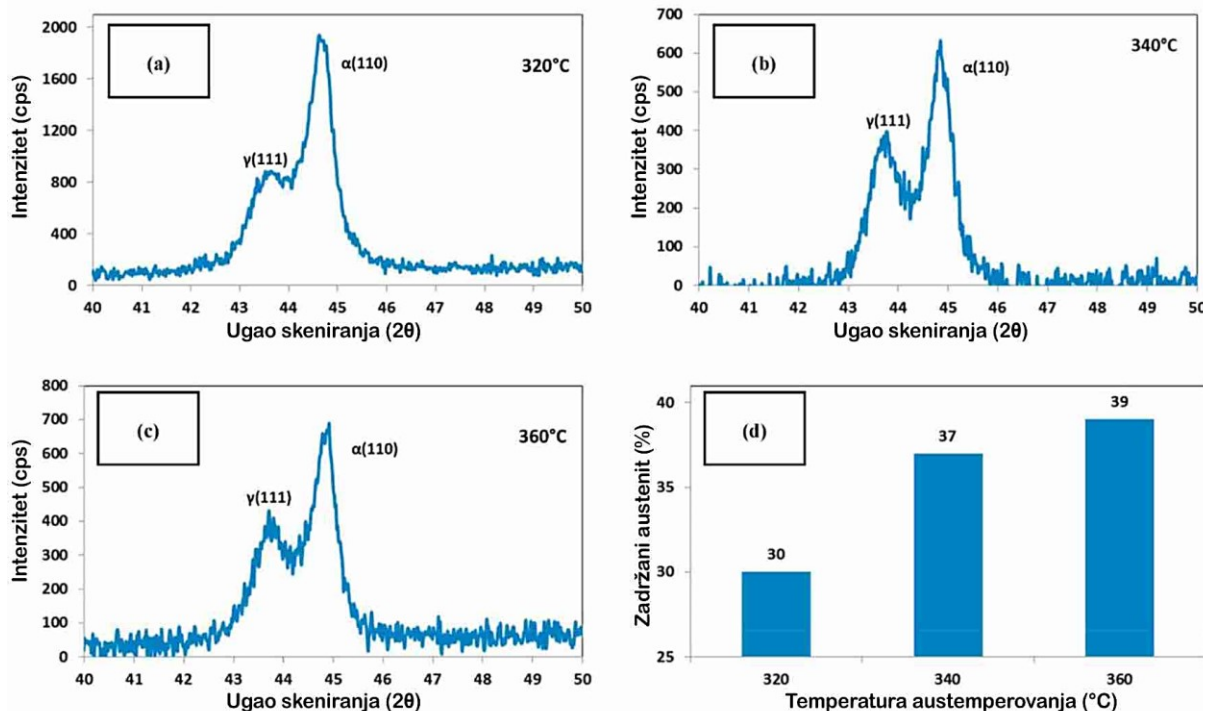 2000
1600
1200
800
400
0
Intenzitet (cps)
(a)
320°C
α(110)
γ(111)
40 41 42 43 44 45 46 47 48 49 50
Ugao skeniranja (2θ)
700
600
500
400
300
200
100
0
Intenzitet (cps)
(b)
340°C
α(110)
γ(111)
40 41 42 43 44 45 46 47 48 49 50
Ugao skeniranja (2θ)
800
700
600
500
400
300
200
100
0
Intenzitet (cps)
(c)
360°C
α(110)
γ(111)
40 41 42 43 44 45 46 47 48 49 50
Ugao skeniranja (2θ)
40
35
30
25
Zadržani austenit (%)
(d)
30
37
39
320 340 360
Temperatura austemperovanja (°C)